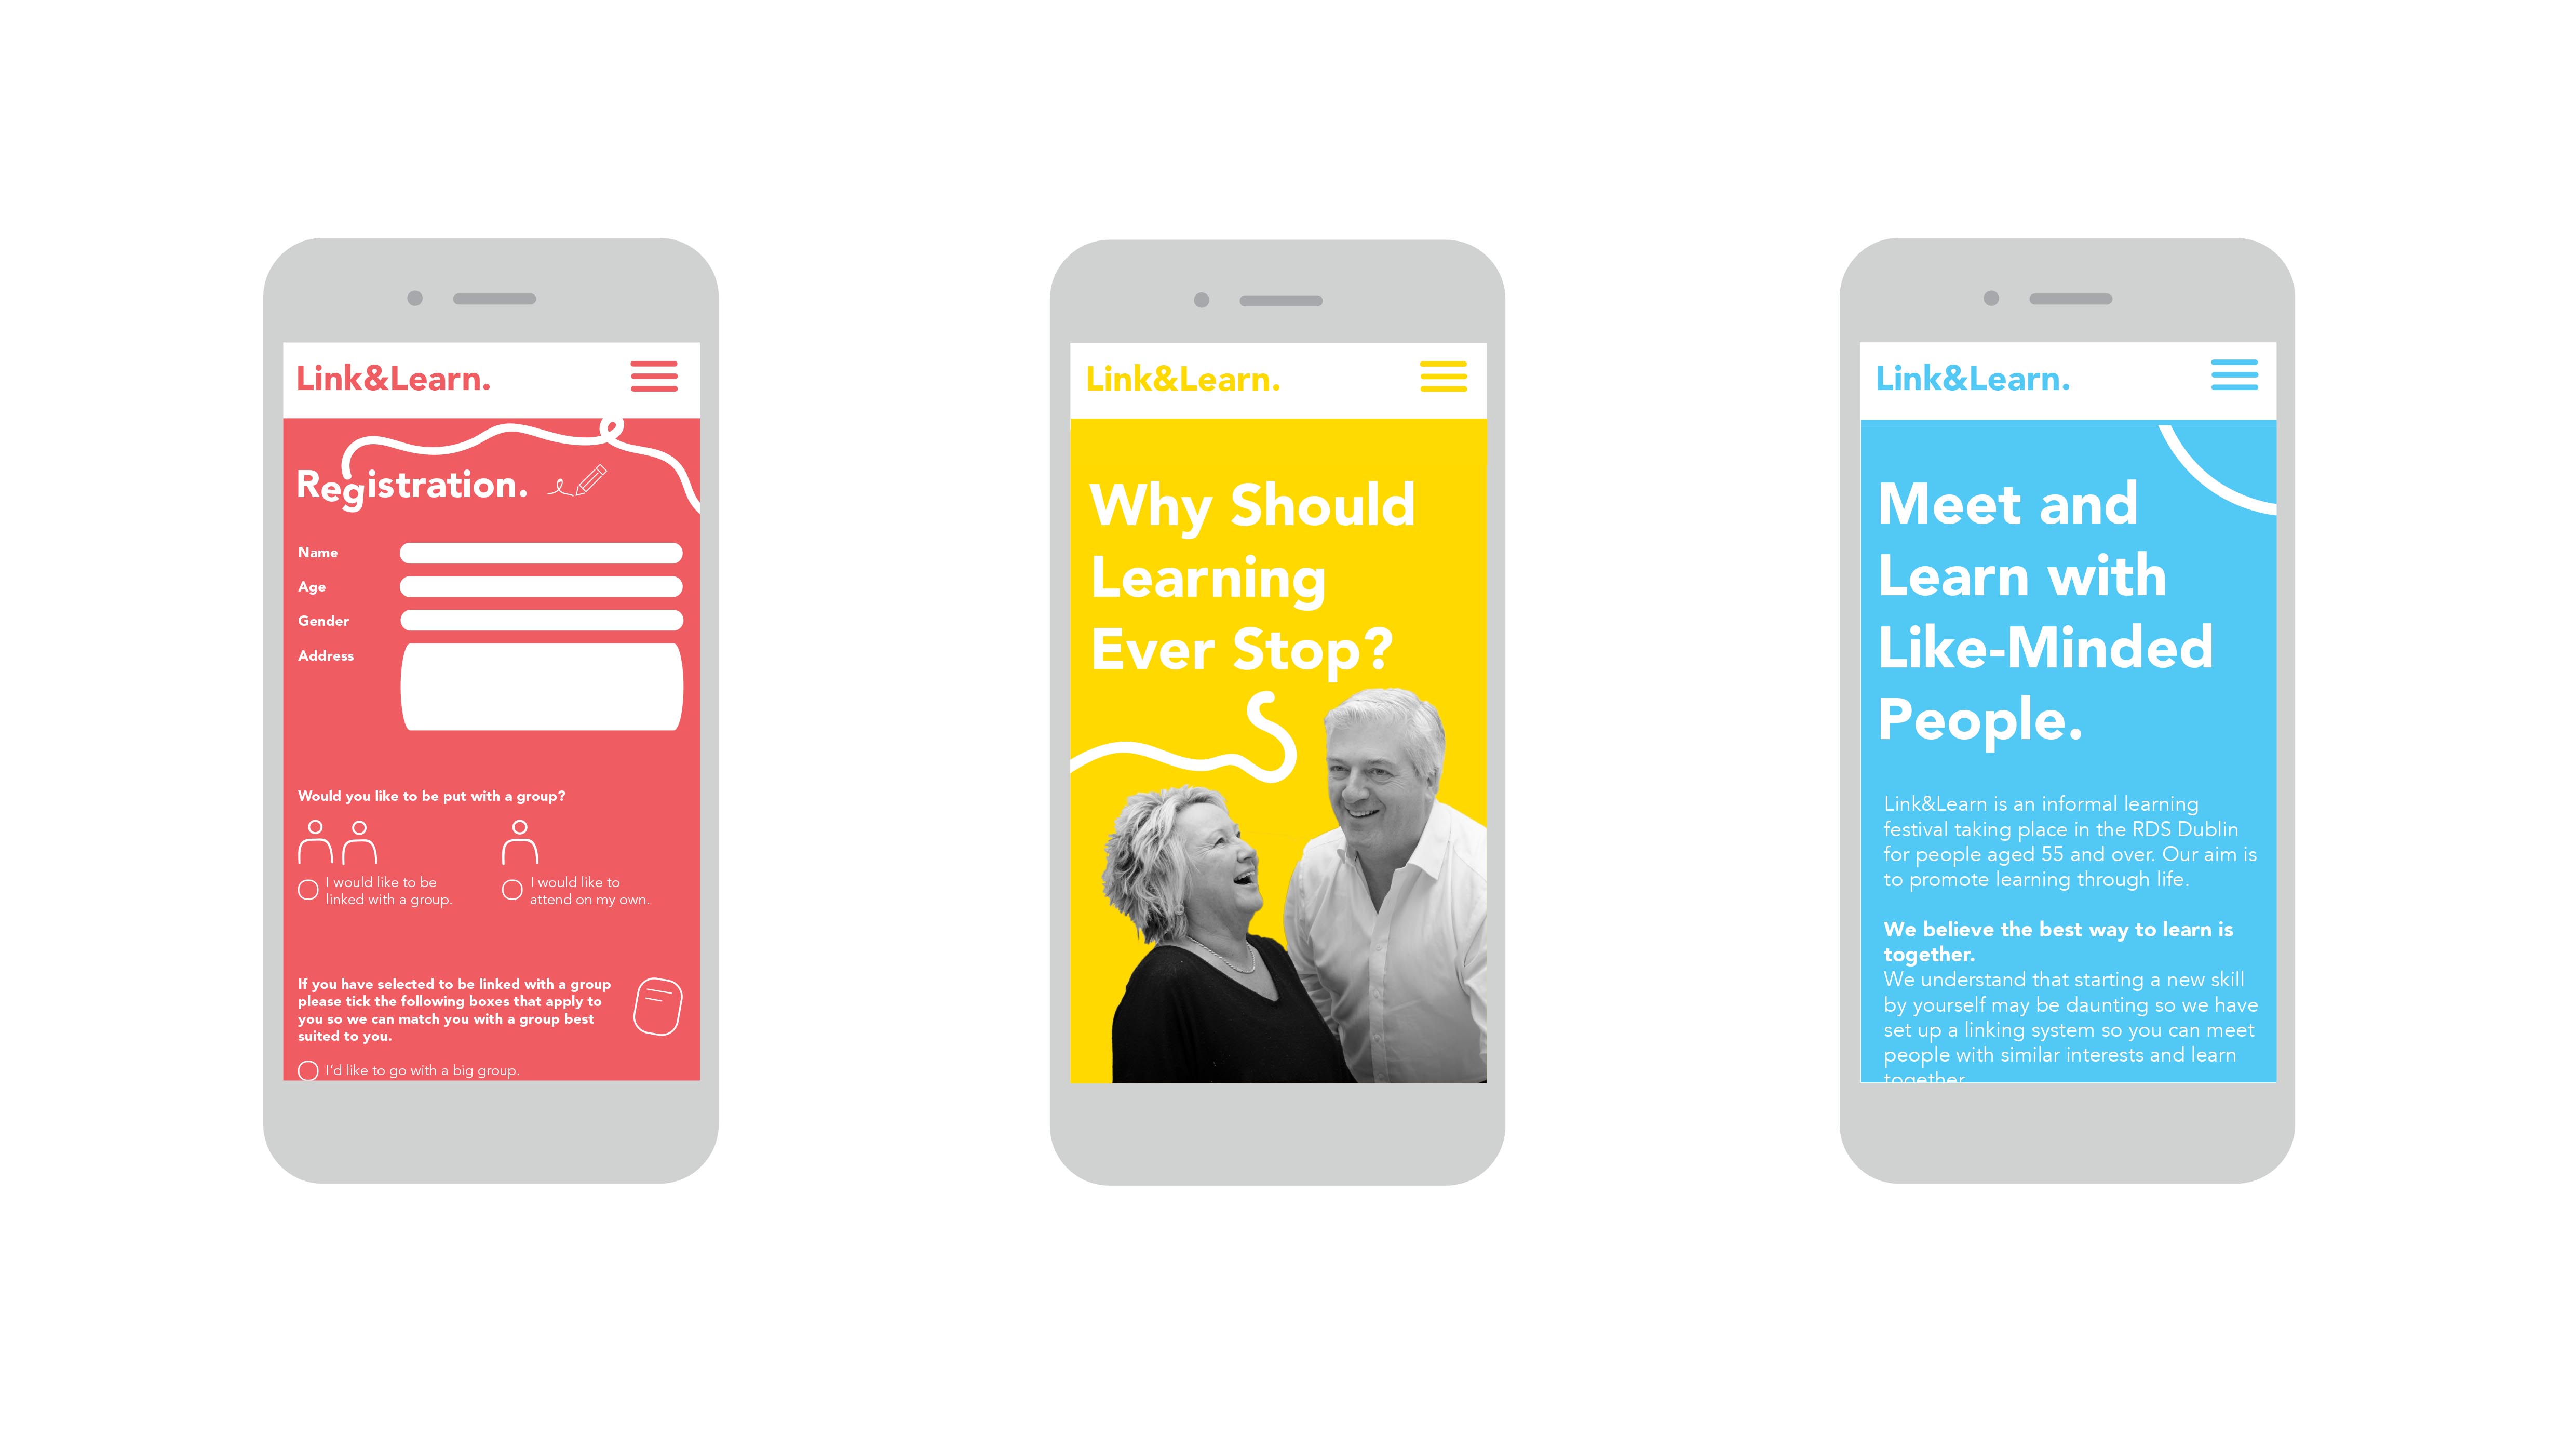 Link&Learn.
Registration.
Name
Age
Gender
Address
Would you like to be put with a group?
I would like to be
linked with a group.
I would like to
attend on my own.
If you have selected to be linked with a group
please tick the following boxes that apply to
you so we can match you with a group best
suited to you.
I'd like to go with a big group.
Link&Learn.
Why Should
Learning
Ever Stop?
Link&Learn.
Meet and
Learn with
Like-Minded
People.
Link&Learn is an informal learning
festival taking place in the RDS Dublin
for people aged 55 and over. Our aim is
to promote learning through life.
We believe the best way to learn is
together.
We understand that starting a new skill
by yourself may be daunting so we have
set up a linking system so you can meet
people with similar interests and learn
together